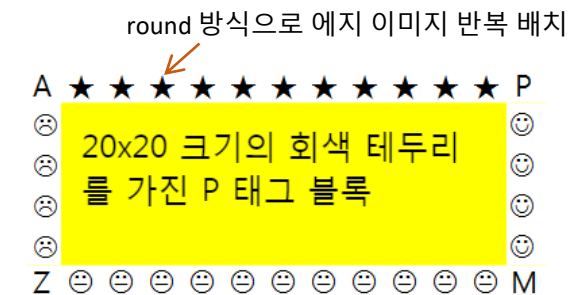 round 방식으로 에지 이미지 반복 배치
A ★ ★ ★ ★ ★ ★ ★ ★ ★ ★ ★ P
20x20 크기의 회색 테두리
를 가진 P 태그 블록
Z 😐 😐 😐 😐 😐 😐 😐 😐 😐 😐 😐 M